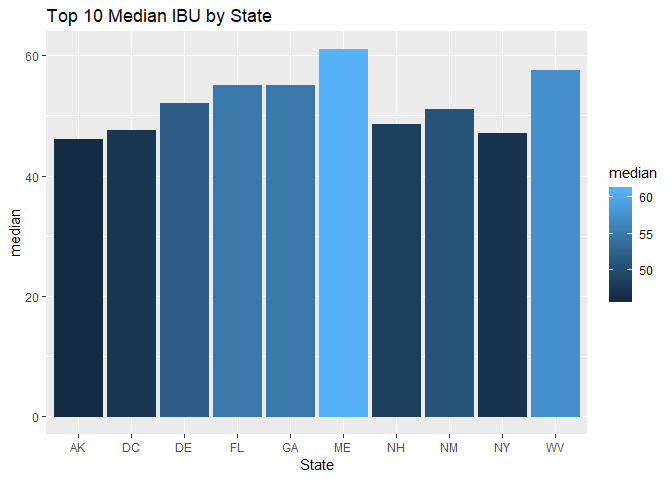 Top 10 Median IBU by State
median
60
40
20
0
AK DC DE FL GA ME NH NM NY WV
State
median
60
55
50